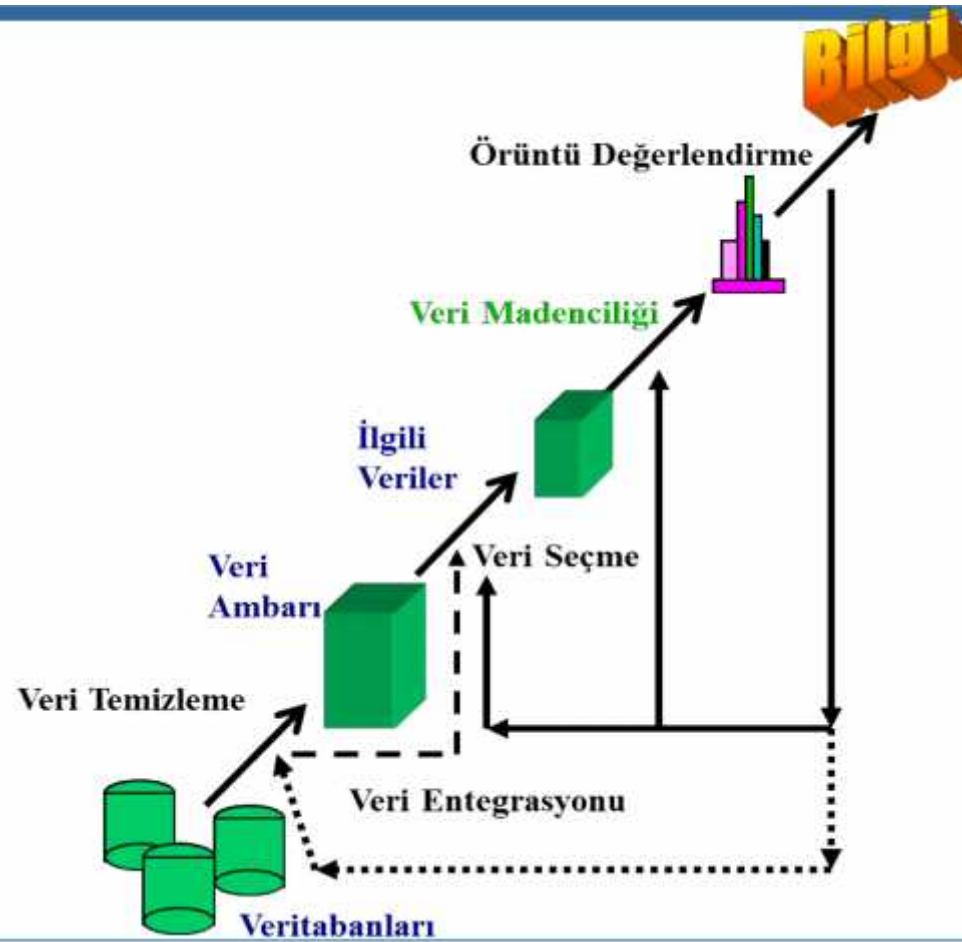 Bilgi
Örüntü Değerlendirme
Veri Madenciliği
İlgili
Veriler
Veri Seçme
Veri
Ambarı
Veri Temizleme
Veri Entegrasyonu
Veritabanları